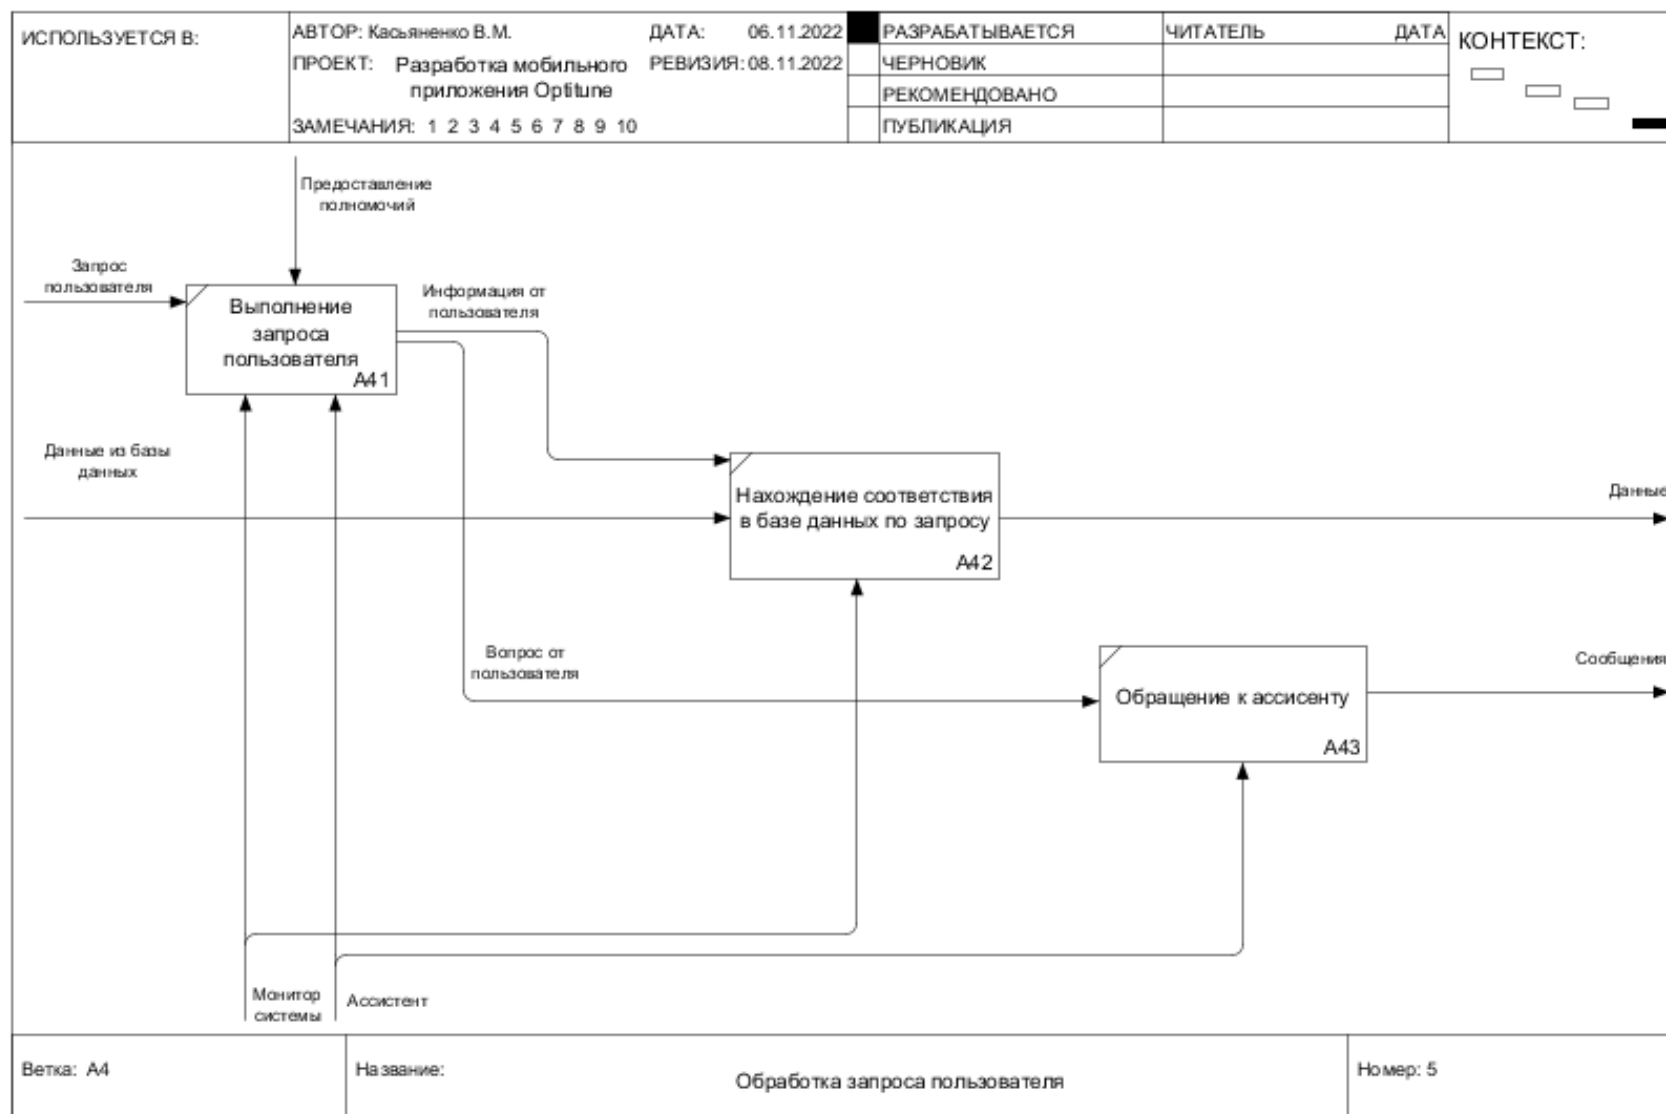 ИСПОЛЬЗУЕТСЯ В:
АВТОР: Касьяненко В.М.
ДАТА: 06.11.2022
ПРОЕКТ: Разработка мобильного
приложения Optitune
РЕВИЗИЯ: 08.11.2022
ЗАМЕЧАНИЯ: 1 2 3 4 5 6 7 8 9 10
РАЗРАБАТЫВАЕТСЯ
ЧЕРНОВИК
РЕКОМЕНДОВАНО
ПУБЛИКАЦИЯ
ЧИТАТЕЛЬ
ДАТА
КОНТЕКСТ:
Предоставление
полномочий
Запрос
пользователя
Выполнение
запроса
пользователя
A41
Информация от
пользователя
Данные из базы
данных
Нахождение соответствия
в базе данных по запросу
A42
Данные
Вопрос от
пользователя
Обращение к ассисенту
A43
Сообщения
Монитор
системы
Ассистент
Ветка: A4
Название:
Обработка запроса пользователя
Номер: 5